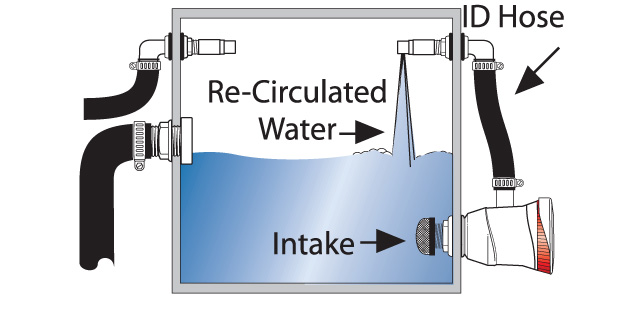 ID Hose
Re-Circulated
Water
Intake